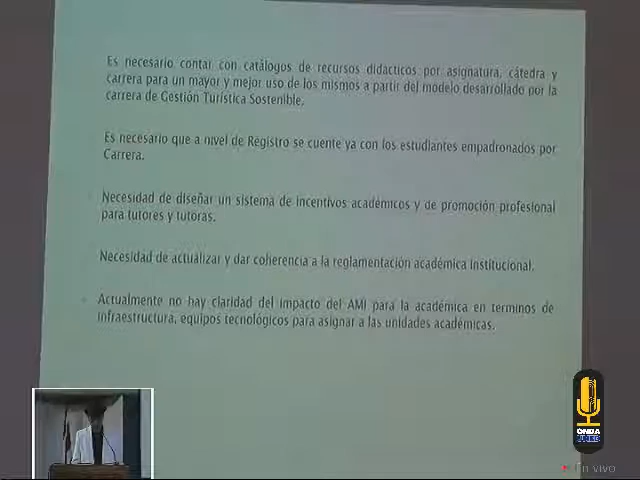 Es necesario contar con catálogos de recursos didácticos por asignatura, cátedra y
carrera para un mayor y mejor uso de los mismos a partir del modelo desarrollado por la
carrera de Gestión Turística Sostenible.
Es necesario que a nivel de Registro se cuente ya con los estudiantes empadronados por
Carrera.
Necesidad de diseñar un sistema de incentivos académicos y de promoción profesional
para tutores y tutoras.
Necesidad de actualizar y dar coherencia a la reglamentación académica institucional.
Actualmente no hay claridad del impacto del AMI para la académica en terminos de
infraestructura, equipos tecnológicos para asignar a las unidades académicas.
ONDA
UNED
En vivo